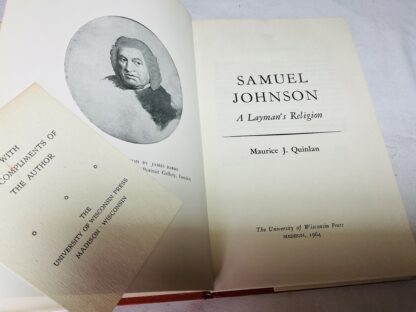 SAMUEL
JOHNSON
A Layman's Religion
Maurice J. Quinlan
The University of Wisconsin Press
MADISON, 1964
BY JAMES BARRY
Portrait Gallery, London
WITH
COMPLIMENTS OF
THE AUTHOR
THE
UNIVERSITY OF WISCONSIN PRESS
MADISON WISCONSIN